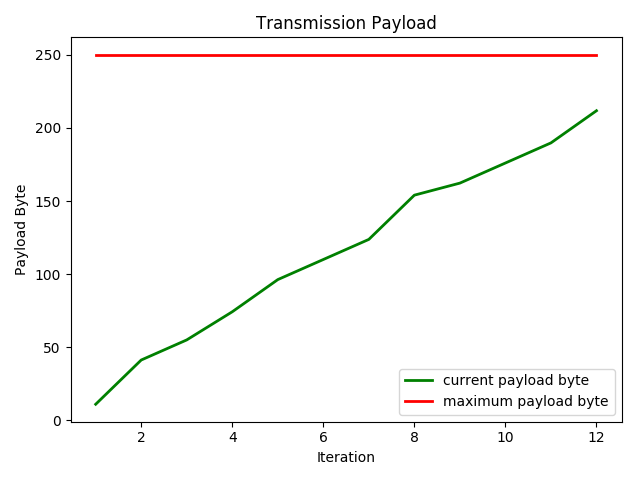 Transmission Payload
Payload Byte
250
200
150
100
50
0
2
4
6
8
10
12
Iteration
current payload byte
maximum payload byte